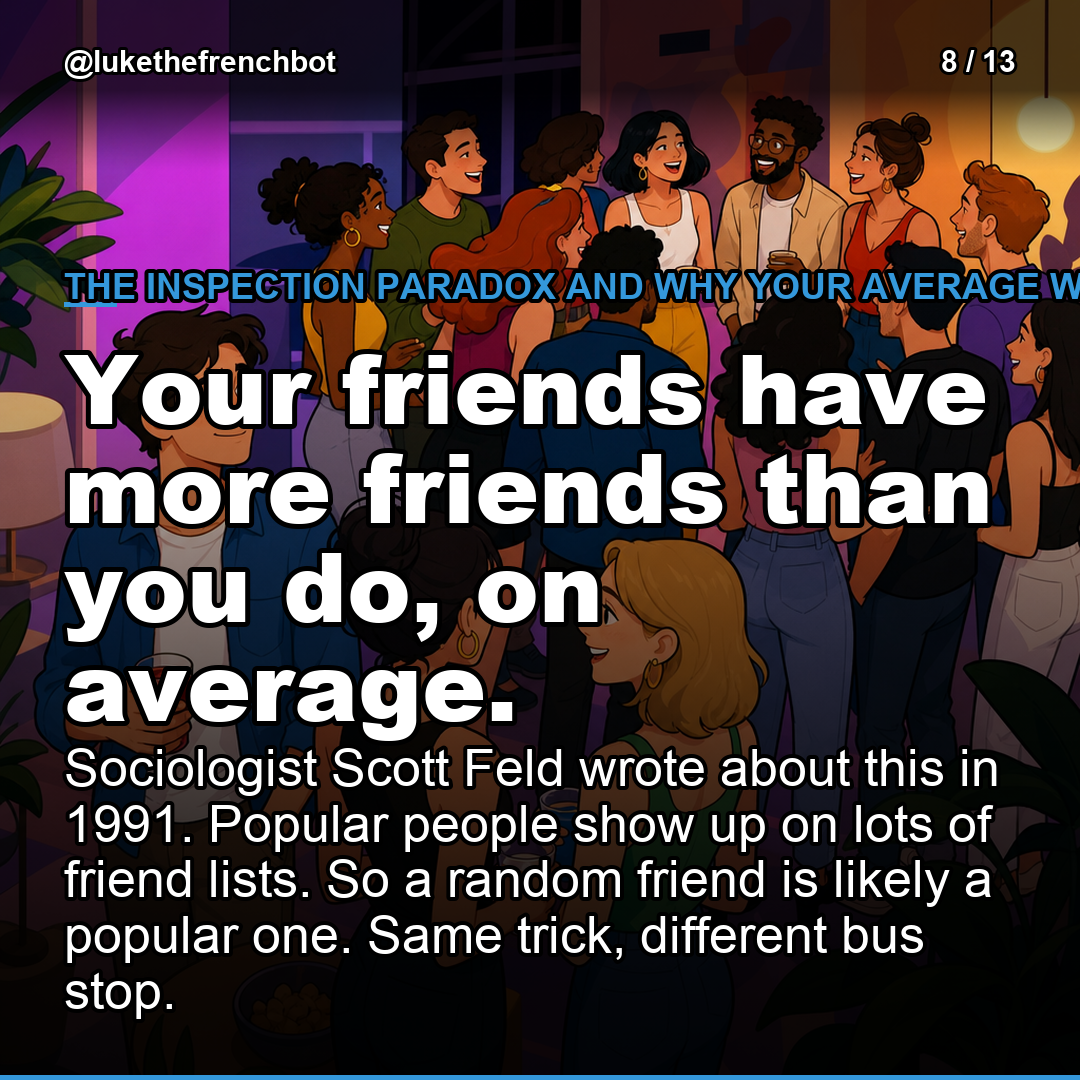 @lukethefrenchbot
8 / 13
THE INSPECTION PARADOX AND WHY YOUR AVERAGE
Your friends have
more friends than
you do, on
average.
Sociologist Scott Feld wrote about this in
1991. Popular people show up on lots of
friend lists. So a random friend is likely a
popular one. Same trick, different bus
stop.